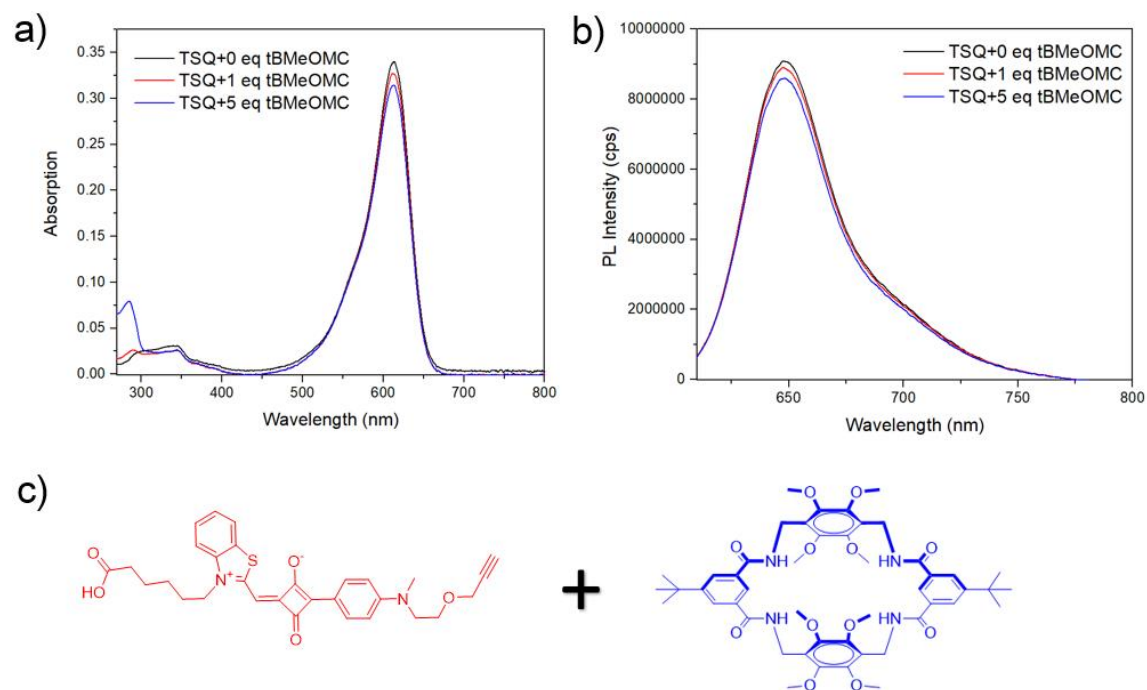 a)
TSQ+0 eq tBMeOMC
TSQ+1 eq tBMeOMC
TSQ+5 eq tBMeOMC
0.35
0.30
0.25
0.20
0.15
0.10
0.05
0.00
Absorption
300 400 500 600 700 800
Wavelength (nm)
b)
TSQ+0 eq tBMeOMC
TSQ+1 eq tBMeOMC
TSQ+5 eq tBMeOMC
10000000
8000000
6000000
4000000
2000000
0
PL Intensity (cps)
650 700 750 800
Wavelength (nm)
c)
O
HO
N+
S
O-
O
N
O
+
O O
O O
O NH NH O
O O
O NH NH O
O O
O O